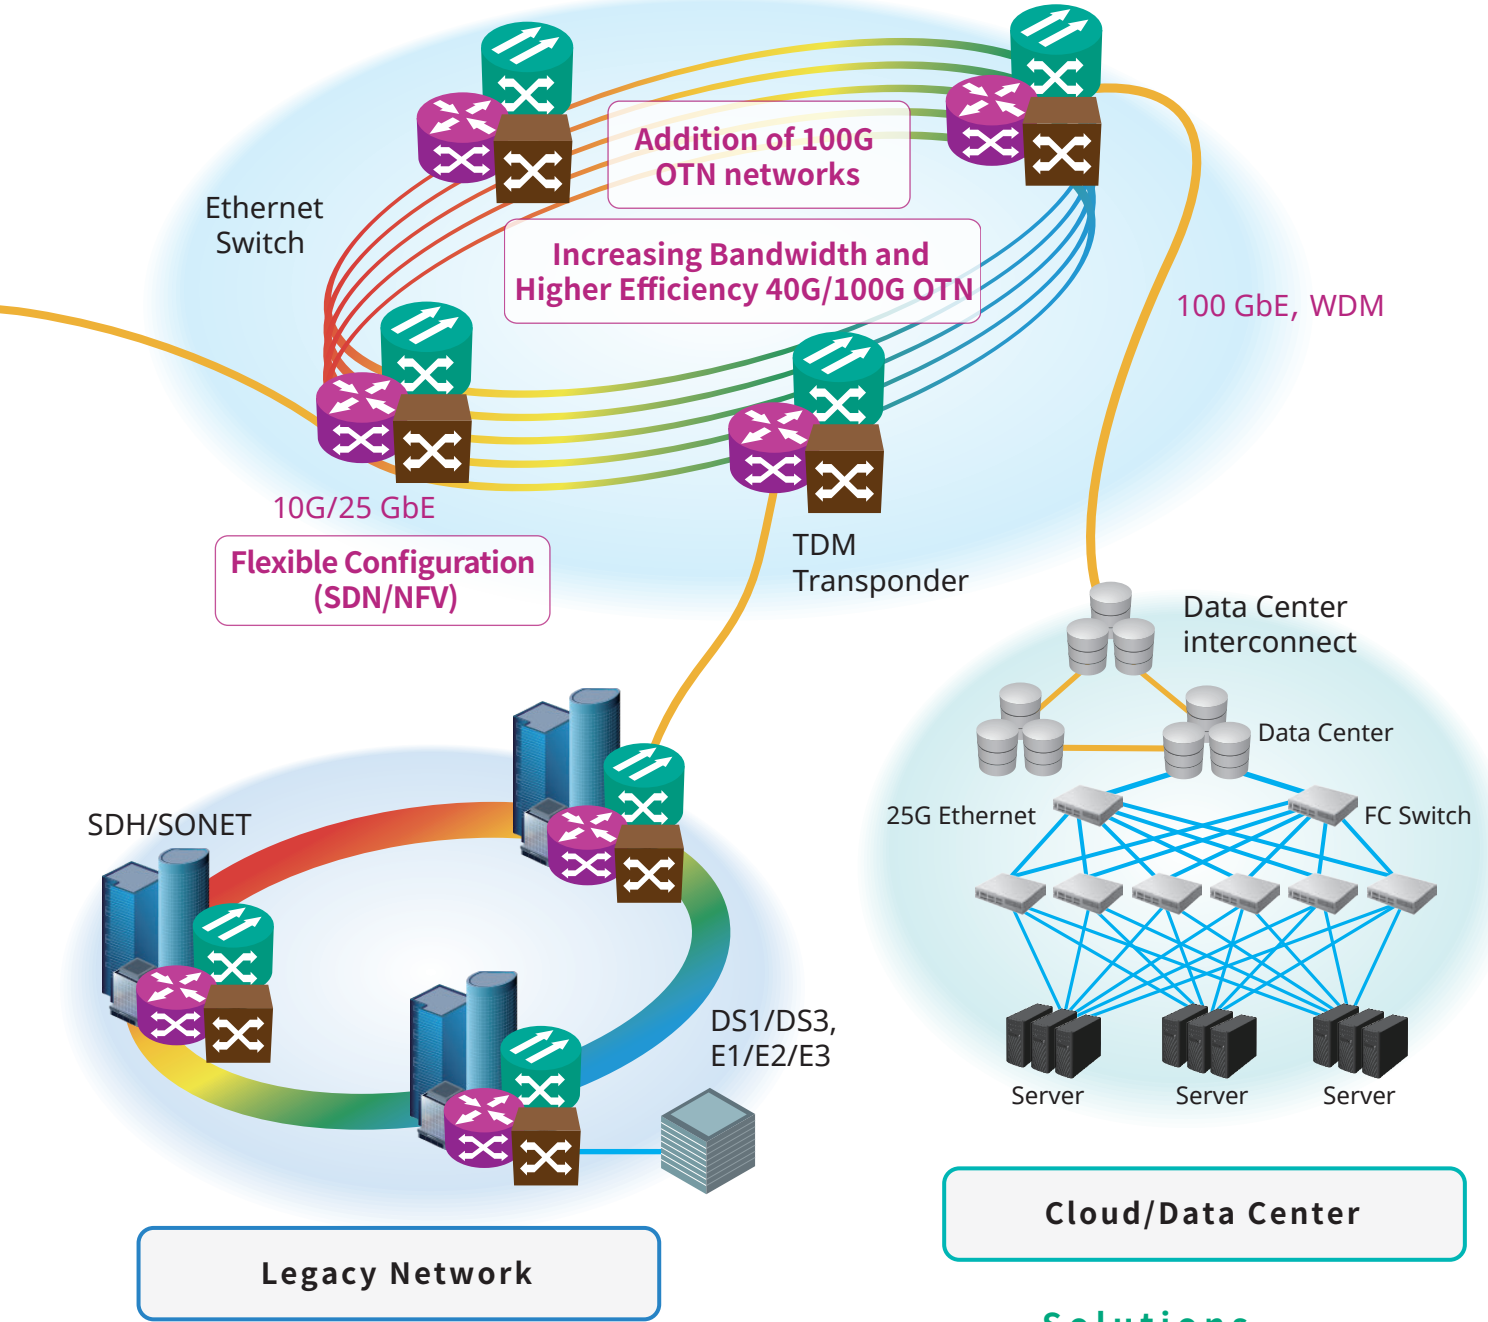 Addition of 100G
OTN networks
Ethernet
Switch
Increasing Bandwidth and
Higher Efficiency 40G/100G OTN
100 GbE, WDM
10G/25 GbE
Flexible Configuration
(SDN/NFV)
TDM
Transponder
Data Center
interconnect
Data Center
25G Ethernet
FC Switch
SDH/SONET
DS1/DS3,
E1/E2/E3
Server
Server
Server
Cloud/Data Center
Legacy Network
Solutions